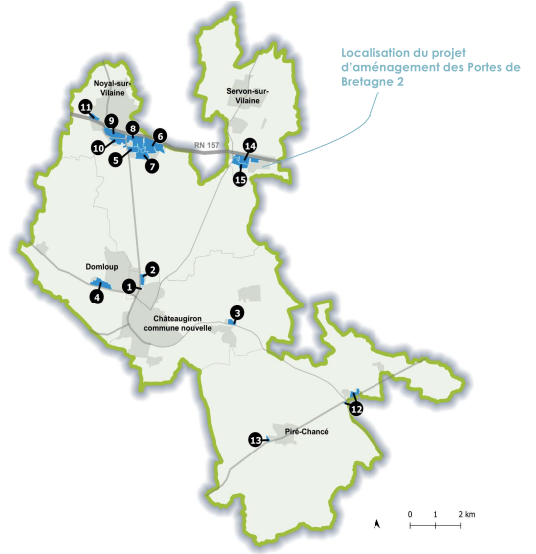 Localisation du projet
d'aménagement des Portes de
Bretagne 2
Noyal-sur-
Vilaine
Servon-sur-
Vilaine
11
9
8
6
RN 157
14
10
5
7
15
Domloup
2
1
4
3
Châteaugiron
commune nouvelle
12
13
Piré-Chancé
0 1 2 km